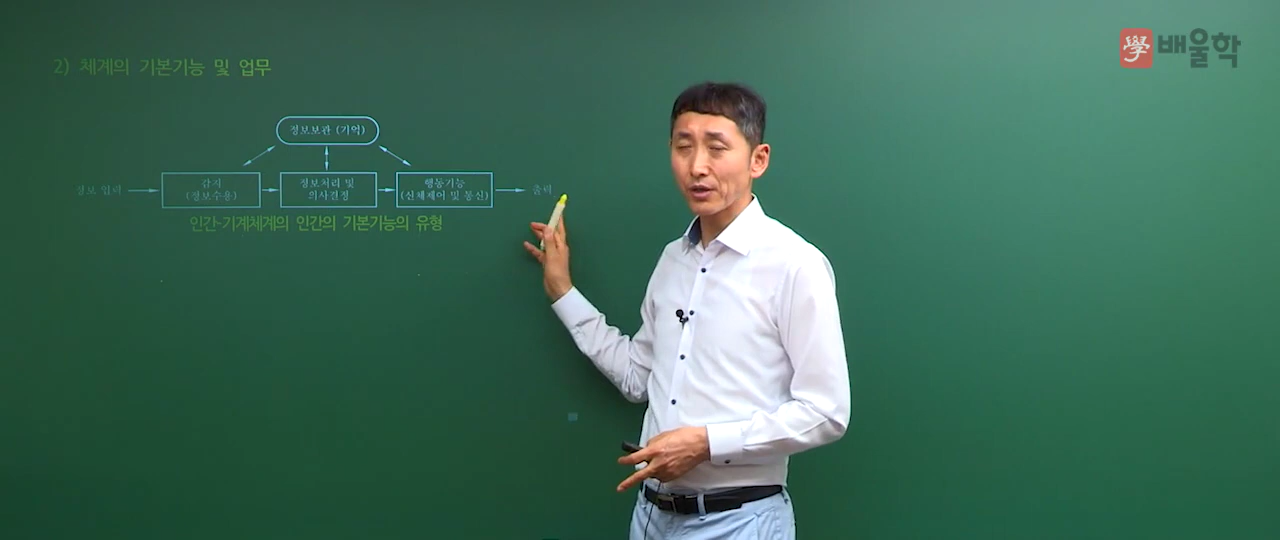 學 배울학
2) 체계의 기본기능 및 업무
정보보관 (기억)
정보 입력
감지
(정보수용)
정보처리 및
의사결정
행동기능
(신체제어 및 통신)
출력
인간-기계체계의 인간의 기본기능의 유형